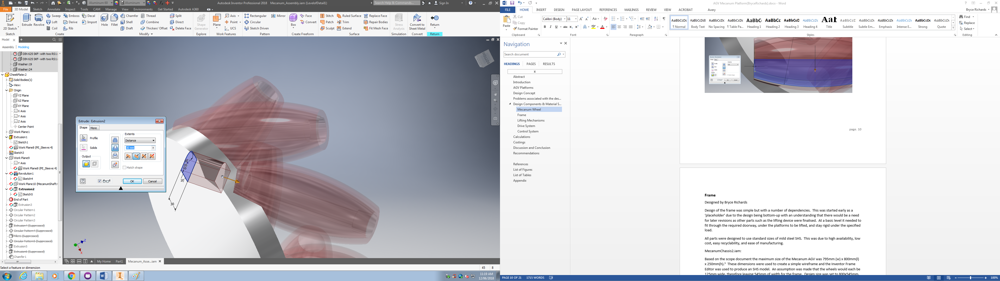 Aluminum 60
Aluminum
Autodesk Inventor Professional 2018 Mecanum_Assembly.iam (LevelofDetail1)
Search Help & Commands...
Sign In
File 3D Model Sketch Annotate Inspect Tools CAM Manage View Environments Get Started Autodesk A360
Start
2D Sketch
Sketch
Extrude Revolve
Sweep Emboss Decal
Loft Derive Import
Coil Rib
Create
Hole Fillet
Chamfer Thread Split
Shell Combine Direct
Draft Thicken/ Offset Delete Face
Modify
Shape
Generator
Explore
Plane
Axis
Point
UCS
Work Features
Rectangular Mirror
Circular
Sketch Driven
Pattern
Box
Face
Convert
Create Freeform
Stitch Ruled Surface Replace Face
Patch Trim Repair Bodies
Sculpt Extend Fit Mesh Face
Surface
Stress
Analysis
Simulation
Convert to
Sheet Metal
Convert
Return
Return
Model
Assembly Modeling
DIN 625 SKF- with two RS1
DIN 625 SKF- with two RS1
Washer:19
Washer:24
CheekPlate:2
Solid Bodies(1)
View:
Origin
YZ Plane
XZ Plane
XY Plane
X Axis
Y Axis
Z Axis
Center Point
Work Plane1
Extrusion1
Sketch1
Work Plane8 (PE_Sleeve:4)
Sketch3
Work Plane9
Y Axis
Work Plane8 (PE_Sleeve:4)
Revolution1
Sketch4
Work Plane10 (MecanumShaft:
Extrusion2
Sketch5
End of Part
Extrusion3
Circular Pattern1
Circular Pattern2
Circular Pattern3
Extrusion4 (Suppressed)
Circular Pattern4 (Suppressed)
Fillet1 (Suppressed)
Circular Pattern5 (Suppressed)
Extrusion5
Extrusion6 (Suppressed)
Chamfer1
Extrude : Extrusion2
Shape More
Profile
Solids
Output
Extents
Distance
30 mm
Match shape
OK Cancel
BOTTOM
10
20
10
10
30
Z
X
My Home Part1 Mecanum_Asse...iam
Select a feature or dimension
45 8
11:19 AM
12/06/2018
AGV Mecanum Platform(BryceRichards).docx - Word
FILE HOME INSERT DESIGN PAGE LAYOUT REFERENCES MAILINGS REVIEW VIEW ACROBAT Avery
Bryce Richards
Paste
Cut
Copy
Format Painter
Clipboard
Calibri (Body) 11
Font
Paragraph
¶ Normal Body Text No Spacing ¶ Table Pa... Heading 1 Heading 2 Heading 3 Heading 4 Title Subtitle Subtle Em... Emphasis Intense E... Strong Quote
Styles
Find
Replace
Select
Editing
Navigation
Search document
HEADINGS PAGES RESULTS
Abstract
Introduction
AGV Platforms
Design Concept
Problems associated with the des...
Design Components & Material S...
Mecanum Wheel
Frame
Lifting Mechanisms
Drive System
Control System
Calculations
Costings
Discussion and Conclusion
Recommendations
References
List of Figures
List of Tables
Appendix
page. 10
Frame
Designed by Bryce Richards
Design of the frame was simple but with a number of dependencies. This was started early as a
‘placeholder’ due to the design being bottom-up with an understanding that there would be a need
for later revisions as other parts such as the lifting device were finalised. At a basic level it needed to
fit through the required doorway, under the platforms to be lifted, and stay rigid under the specified
load.
All parts were designed to use standard sizes of mild steel SHS. This was due to high availability, low
cost, easy recyclability, and ease of manufacturing.
MecanumChassis2.iam:
Based on the scope document the maximum size of the Mecanum AGV was 795mm (w) x 800mm(l)
x 250mm(h).¹ These dimensions were used to create a simple wireframe and the Inventor Frame
Editor was used to produce an SHS model. An assumption was made that the wheels would each be
125mm wide, therefore leaving 545mm of width for the frame. Design size was set to 800x545mm.
PAGE 10 OF 21 1715 WORDS
100%